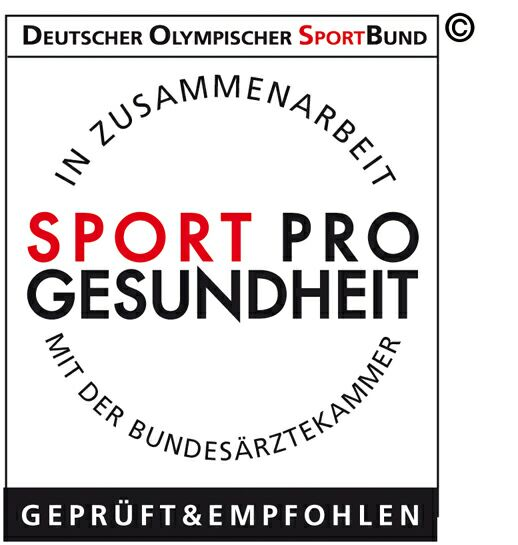 DEUTSCHER OLYMPISCHER SPORTBUND ©
IN ZUSAMMENARBEIT
SPORT PRO
GESUNDHEIT
MIT DER BUNDESÄRZTEKAMMER
GEPRÜFT&EMPFOHLEN